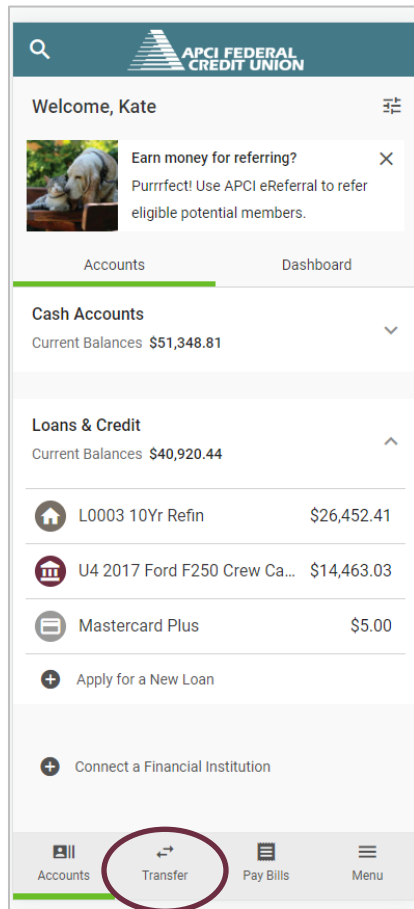 APCI FEDERAL
CREDIT UNION
Welcome, Kate
Earn money for referring?
Purrrfect! Use APCI eReferral to refer
eligible potential members.
Accounts
Dashboard
Cash Accounts
Current Balances $51,348.81
Loans & Credit
Current Balances $40,920.44
L0003 10Yr Refin $26,452.41
U4 2017 Ford F250 Crew Ca... $14,463.03
Mastercard Plus $5.00
Apply for a New Loan
Connect a Financial Institution
Accounts
Transfer
Pay Bills
Menu